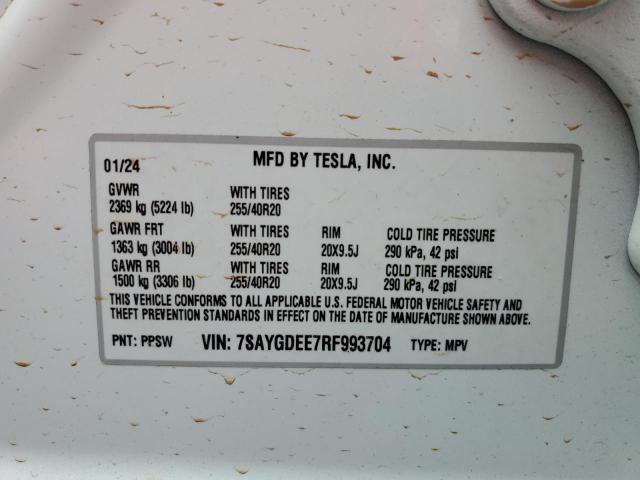 01/24 MFD BY TESLA, INC.
GVWR WITH TIRES
2369 kg (5224 lb) 255/40R20
GAWR FRT WITH TIRES RIM COLD TIRE PRESSURE
1363 kg (3004 lb) 255/40R20 20X9.5J 290 kPa, 42 psi
GAWR RR WITH TIRES RIM COLD TIRE PRESSURE
1500 kg (3306 lb) 255/40R20 20X9.5J 290 kPa, 42 psi
THIS VEHICLE CONFORMS TO ALL APPLICABLE U.S. FEDERAL MOTOR VEHICLE SAFETY AND
THEFT PREVENTION STANDARDS IN EFFECT ON THE DATE OF MANUFACTURE SHOWN ABOVE.
PNT: PPSW VIN: 7SAYGDEE7RF993704 TYPE: MPV